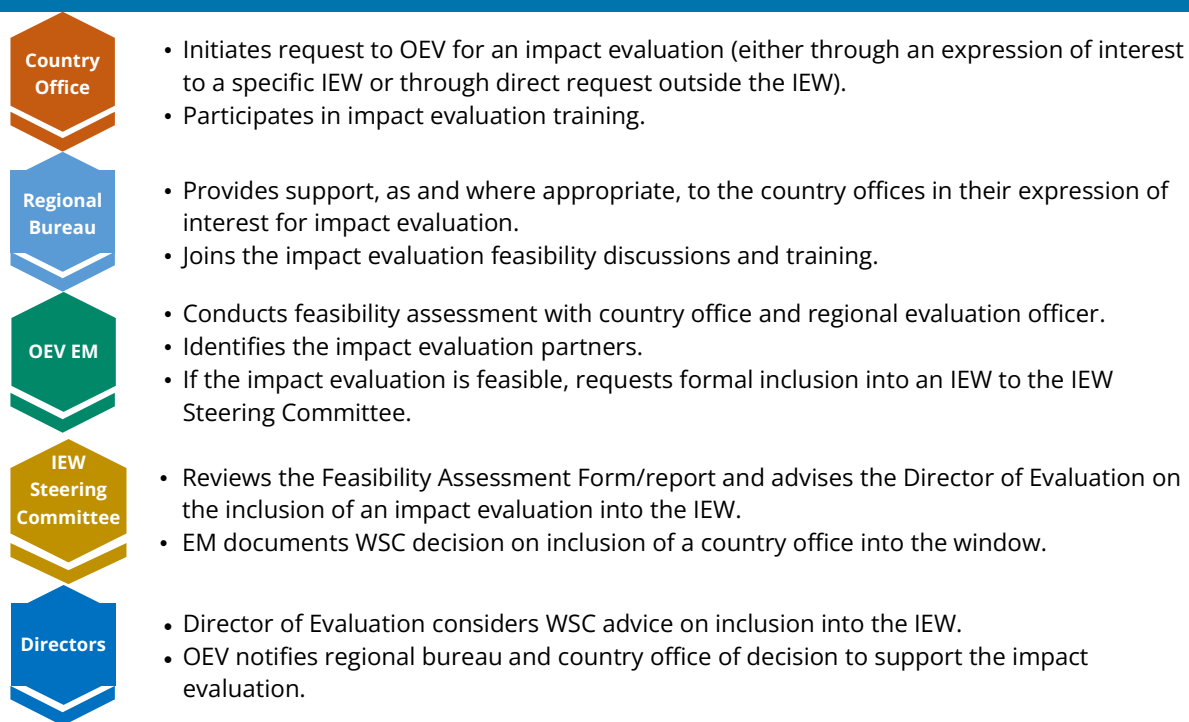 Country
Office
• Initiates request to OEV for an impact evaluation (either through an expression of interest
to a specific IEW or through direct request outside the IEW).
• Participates in impact evaluation training.
Regional
Bureau
• Provides support, as and where appropriate, to the country offices in their expression of
interest for impact evaluation.
• Joins the impact evaluation feasibility discussions and training.
OEV EM
• Conducts feasibility assessment with country office and regional evaluation officer.
• Identifies the impact evaluation partners.
• If the impact evaluation is feasible, requests formal inclusion into an IEW to the IEW
Steering Committee.
IEW
Steering
Committee
• Reviews the Feasibility Assessment Form/report and advises the Director of Evaluation on
the inclusion of an impact evaluation into the IEW.
• EM documents WSC decision on inclusion of a country office into the window.
Directors
• Director of Evaluation considers WSC advice on inclusion into the IEW.
• OEV notifies regional bureau and country office of decision to support the impact
evaluation.